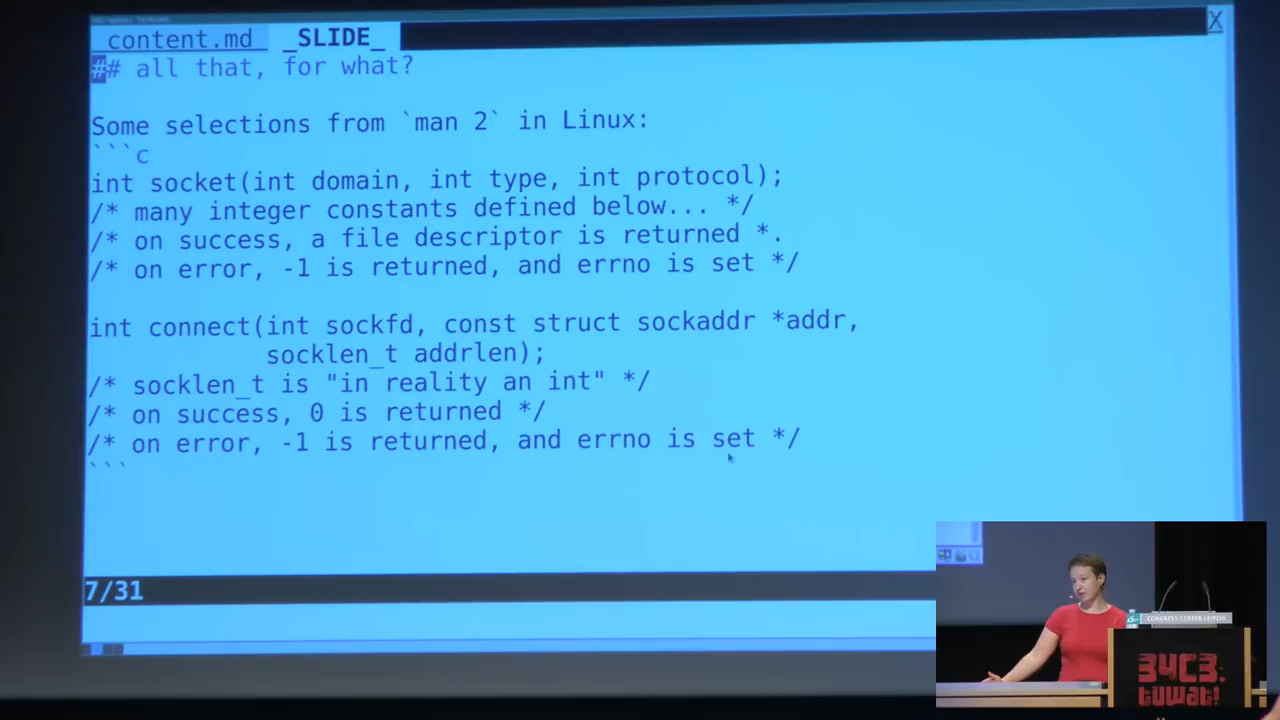 content.md _SLIDE_ X
## all that, for what?
Some selections from `man 2` in Linux:
```c
int socket(int domain, int type, int protocol);
/* many integer constants defined below... */
/* on success, a file descriptor is returned *.
/* on error, -1 is returned, and errno is set */
int connect(int sockfd, const struct sockaddr *addr,
socklen_t addrlen);
/* socklen_t is "in reality an int" */
/* on success, 0 is returned */
/* on error, -1 is returned, and errno is set */
```
7/31
CONGRESS CENTER LEIPZIG
34C3.
tuwat!